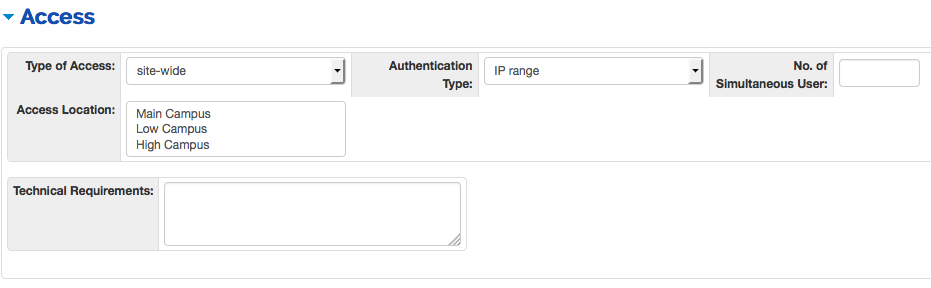 Access
Type of Access: site-wide Authentication Type: IP range No. of Simultaneous User:
Access Location: Main Campus
Low Campus
High Campus
Technical Requirements: